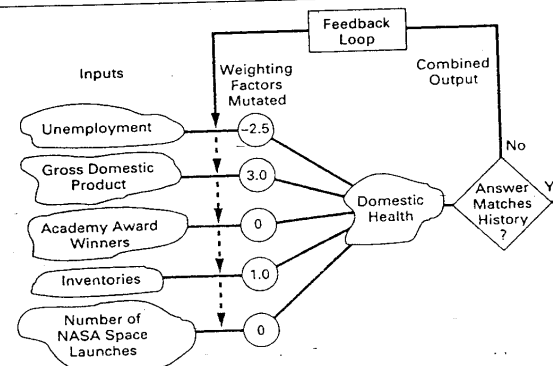 Feedback
Loop
Inputs
Weighting
Factors
Mutated
Combined
Output
Unemployment
-2.5
No
Gross Domestic
Product
3.0
Y
Domestic
Health
Answer
Matches
History
?
Academy Award
Winners
0
Inventories
1.0
Number of
NASA Space
Launches
0